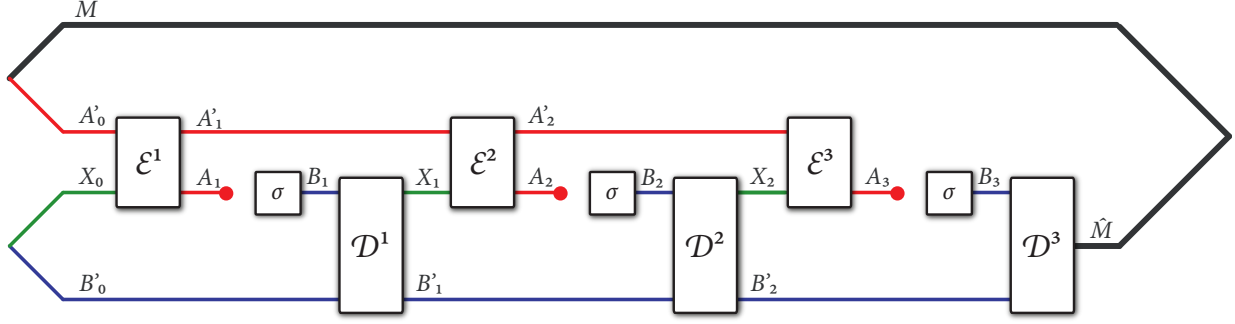 M
A'₀ A'₁ A'₂
ℰ¹ ℰ² ℰ³
X₀ A₁ σ B₁ X₁ A₂ σ B₂ X₂ A₃ σ B₃
𝒟¹ 𝒟² 𝒟³ M̂
B'₀ B'₁ B'₂